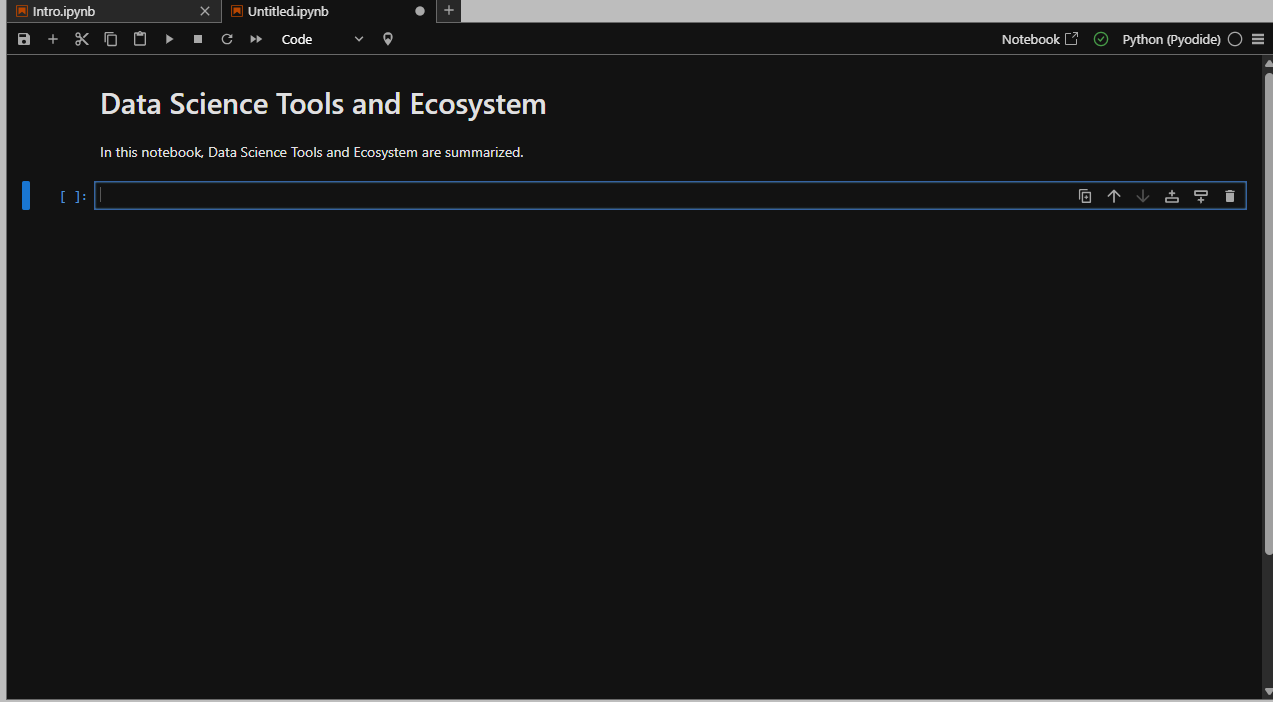 Intro.ipynb
Untitled.ipynb
Code
Notebook
Python (Pyodide)
Data Science Tools and Ecosystem
In this notebook, Data Science Tools and Ecosystem are summarized.
[ ]: